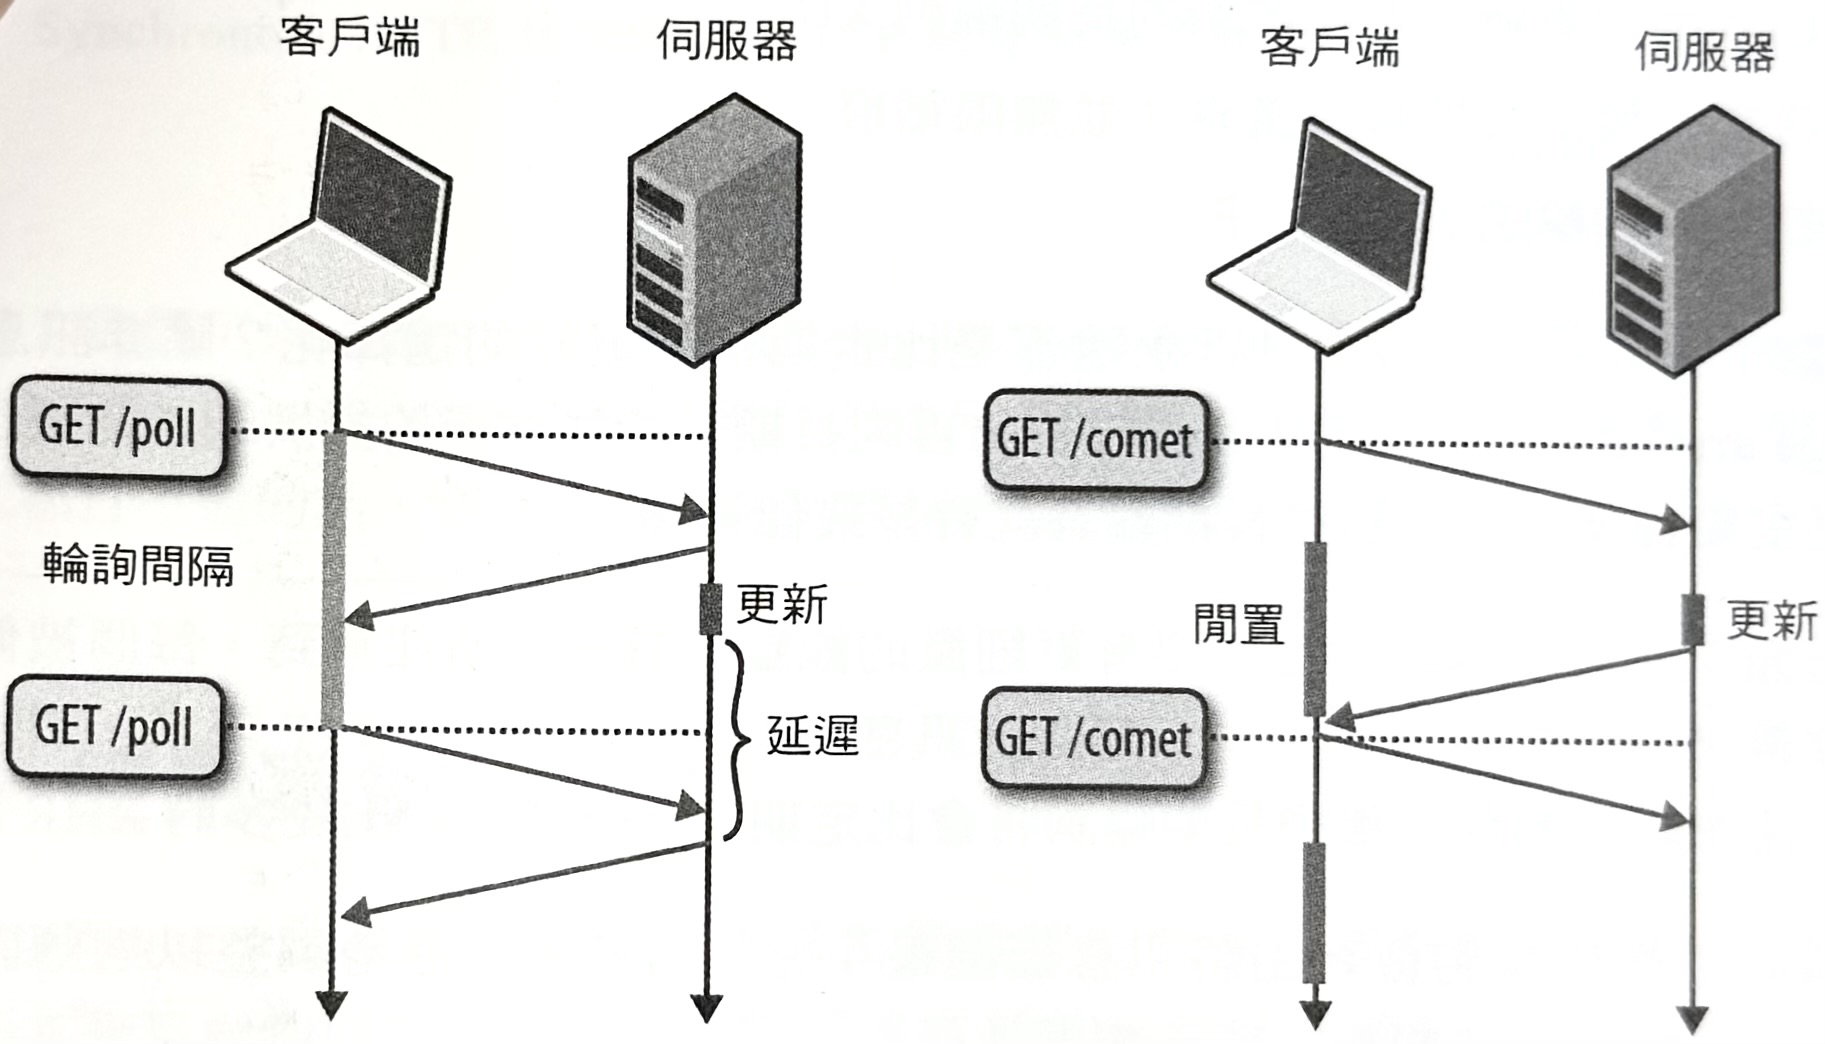 客戶端
伺服器
GET /poll
輪詢間隔
更新
GET /poll
延遲
客戶端
伺服器
GET /comet
閒置
更新
GET /comet